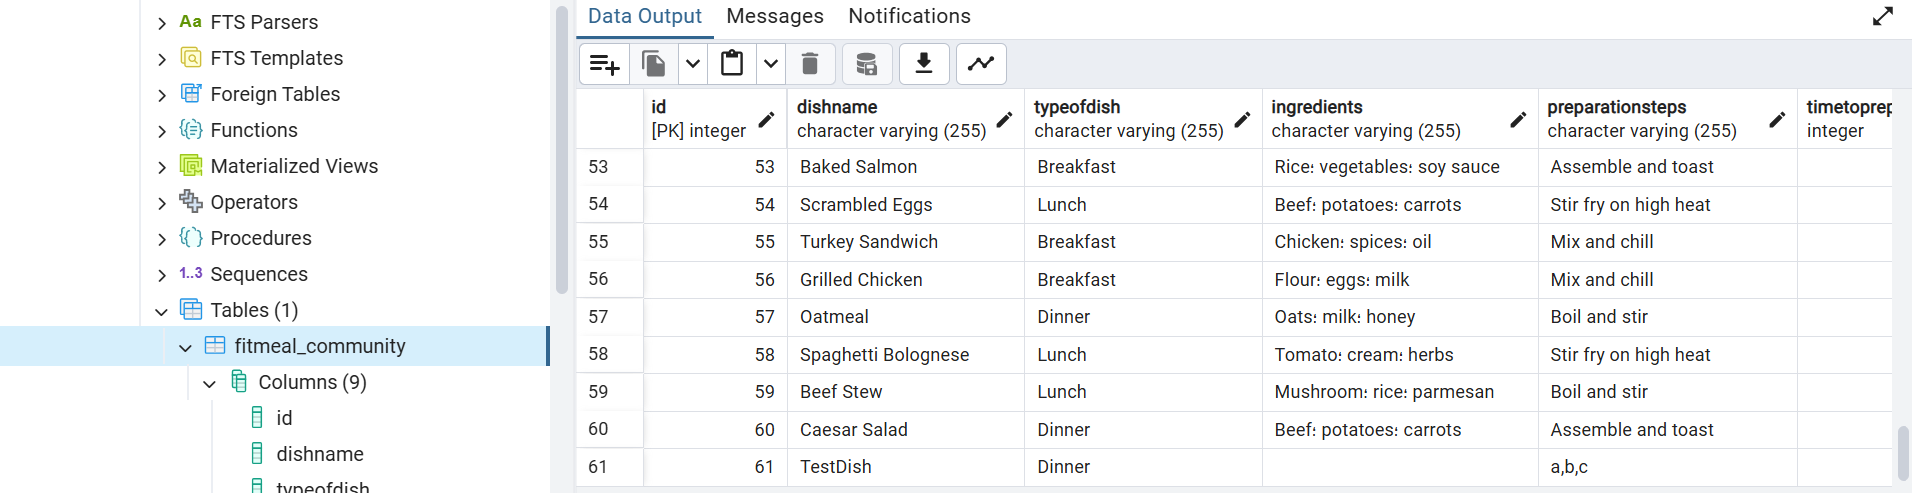 Aa FTS Parsers
FTS Templates
Foreign Tables
Functions
Materialized Views
Operators
Procedures
1..3 Sequences
Tables (1)
fitmeal_community
Columns (9)
id
dishname
typeofdish
Data Output Messages Notifications
id dishname typeofdish ingredients preparationsteps timetoprep
[PK] integer character varying (255) character varying (255) character varying (255) character varying (255) integer
53 53 Baked Salmon Breakfast Rice: vegetables: soy sauce Assemble and toast
54 54 Scrambled Eggs Lunch Beef: potatoes: carrots Stir fry on high heat
55 55 Turkey Sandwich Breakfast Chicken: spices: oil Mix and chill
56 56 Grilled Chicken Breakfast Flour: eggs: milk Mix and chill
57 57 Oatmeal Dinner Oats: milk: honey Boil and stir
58 58 Spaghetti Bolognese Lunch Tomato: cream: herbs Stir fry on high heat
59 59 Beef Stew Lunch Mushroom: rice: parmesan Boil and stir
60 60 Caesar Salad Dinner Beef: potatoes: carrots Assemble and toast
61 61 TestDish Dinner a,b,c